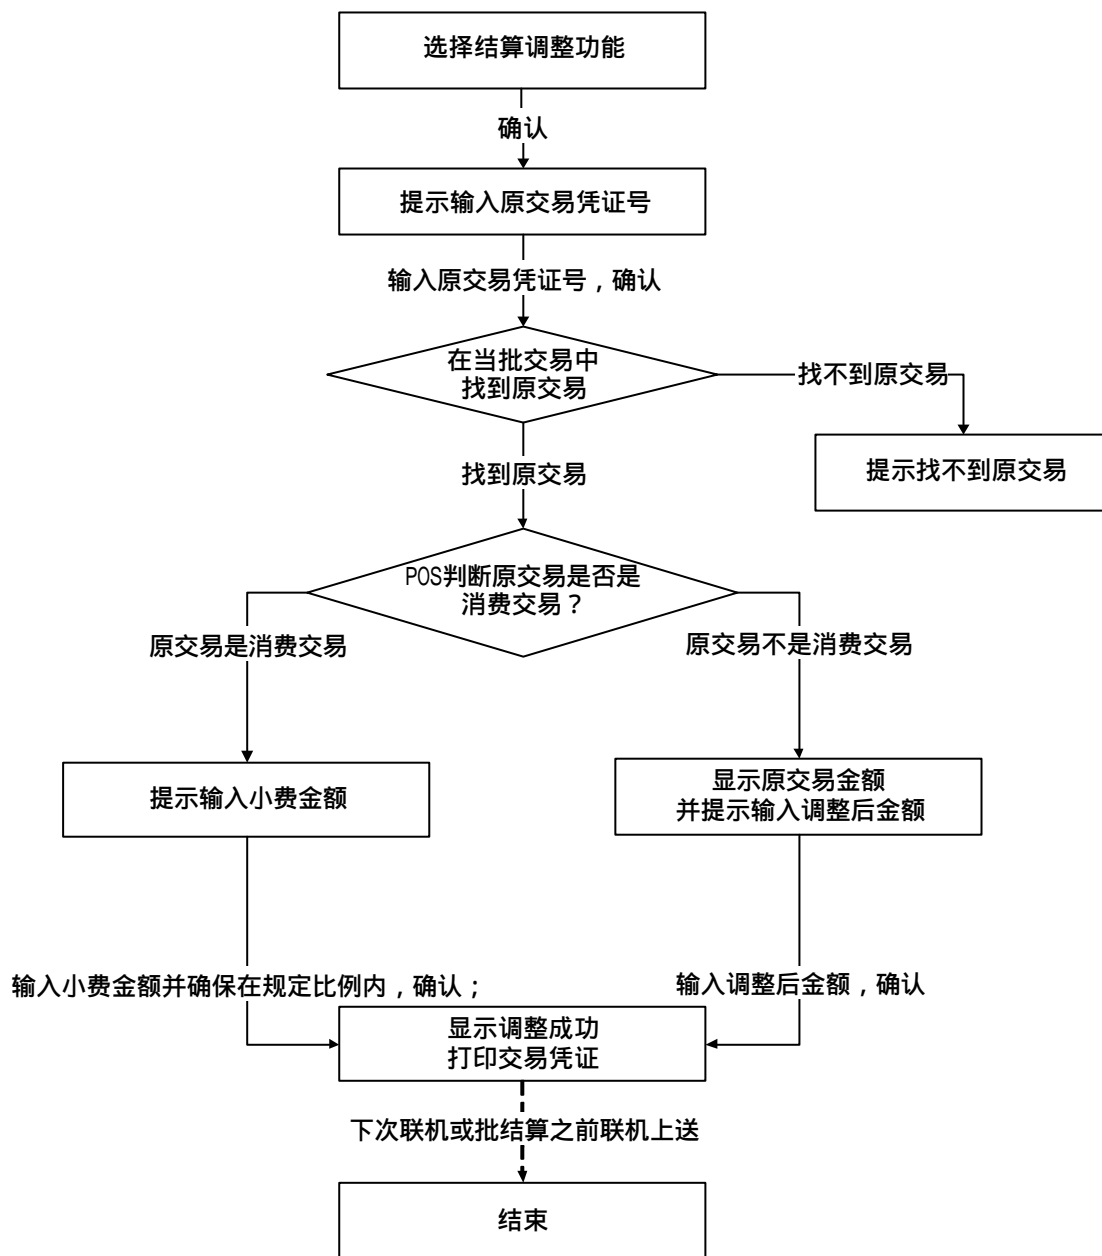 选择结算调整功能
确认
提示输入原交易凭证号
输入原交易凭证号，确认
在当批交易中
找到原交易
找不到原交易
提示找不到原交易
找到原交易
POS判断原交易是否是
消费交易？
原交易是消费交易
原交易不是消费交易
提示输入小费金额
显示原交易金额
并提示输入调整后金额
输入小费金额并确保在规定比例内，确认；
输入调整后金额，确认
显示调整成功
打印交易凭证
下次联机或批结算之前联机上送
结束